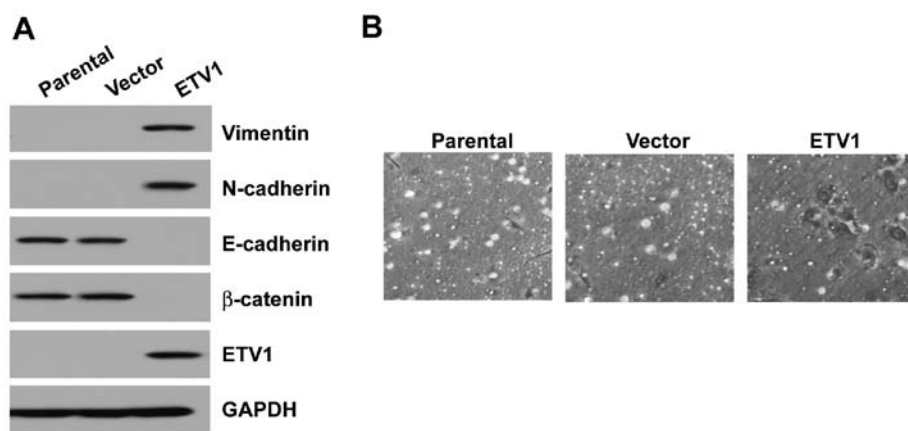 A
Parental
Vector
ETV1
Vimentin
N-cadherin
E-cadherin
β-catenin
ETV1
GAPDH
B
Parental
Vector
ETV1